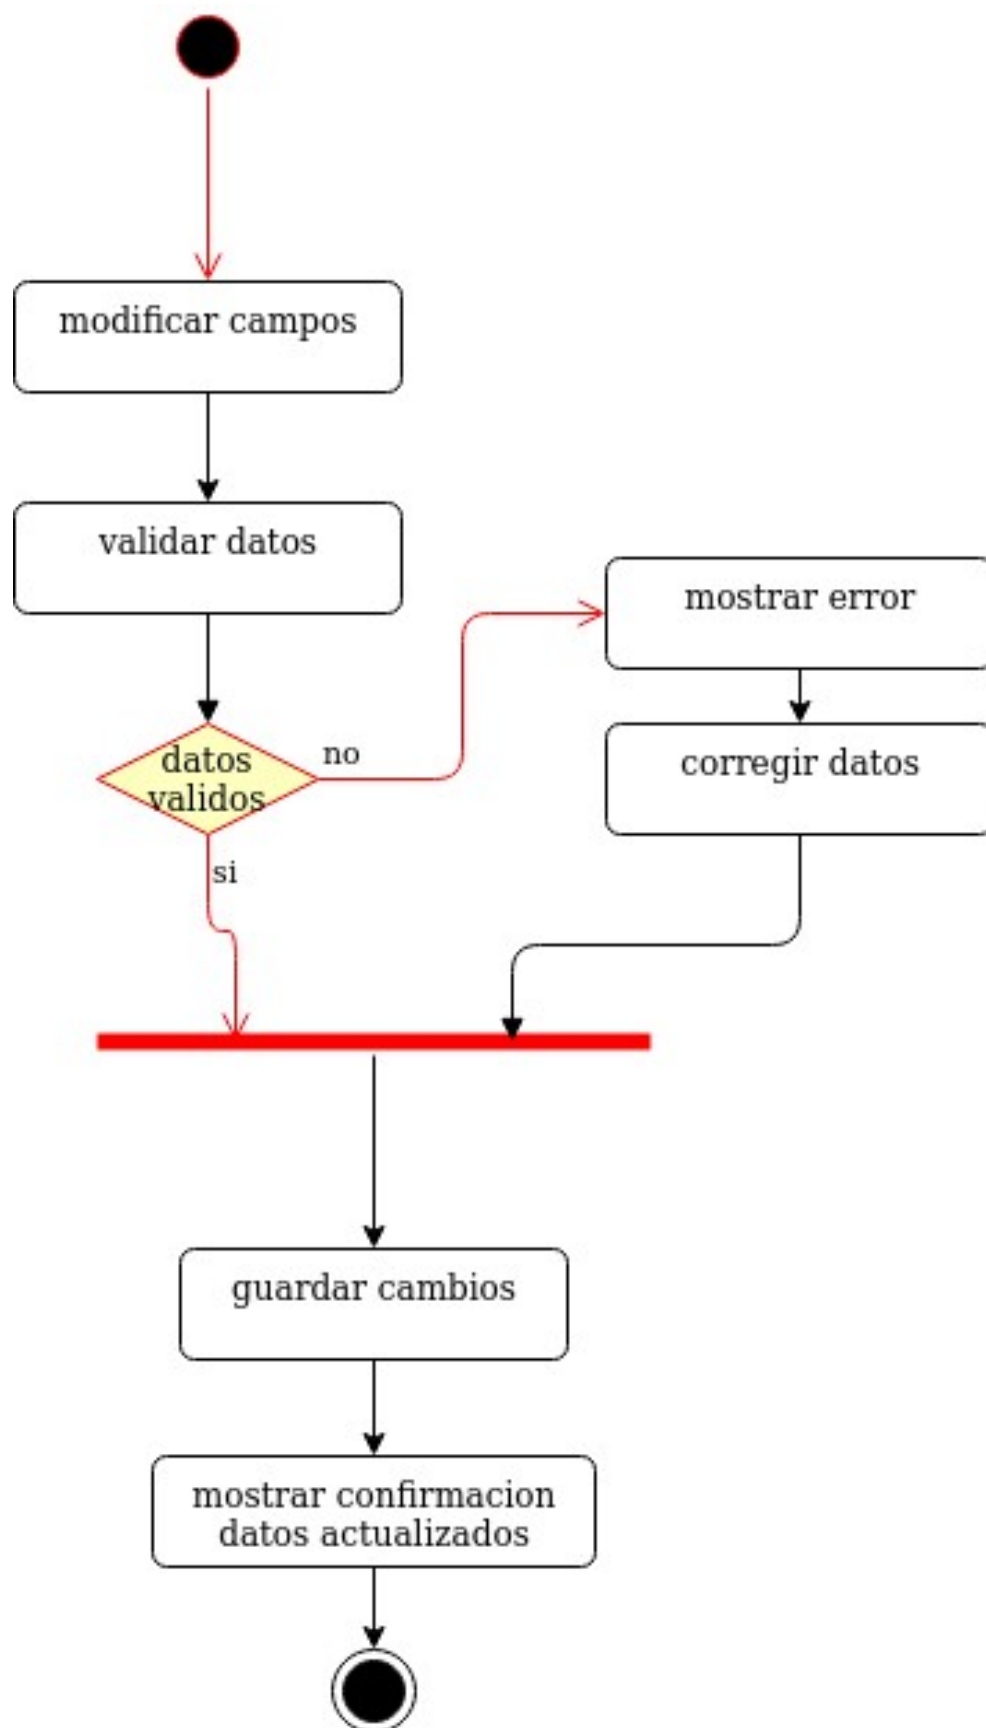 modificar campos
validar datos
mostrar error
datos
validos
no
corregir datos
si
guardar cambios
mostrar confirmacion
datos actualizados